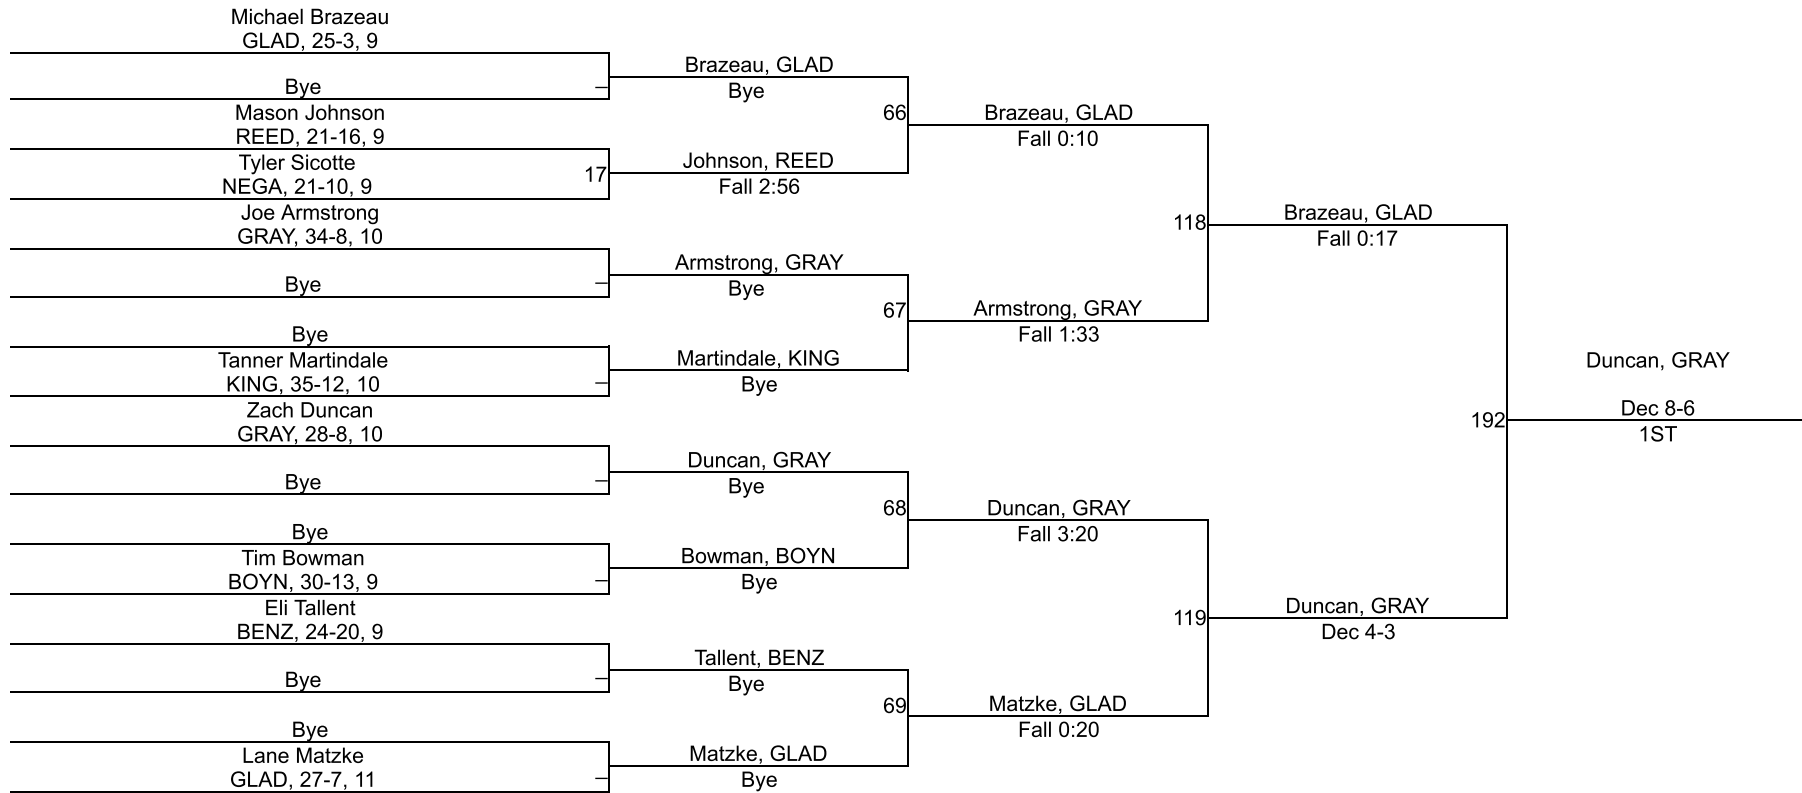 Michael Brazeau
GLAD, 25-3, 9
Bye
Mason Johnson
REED, 21-16, 9
Tyler Sicotte
NEGA, 21-10, 9
17
Joe Armstrong
GRAY, 34-8, 10
Bye
Bye
Tanner Martindale
KING, 35-12, 10
Zach Duncan
GRAY, 28-8, 10
Bye
Bye
Tim Bowman
BOYN, 30-13, 9
Eli Tallent
BENZ, 24-20, 9
Bye
Bye
Lane Matzke
GLAD, 27-7, 11
Brazeau, GLAD
Bye
66
Johnson, REED
Fall 2:56
Armstrong, GRAY
Bye
67
Martindale, KING
Bye
Duncan, GRAY
Bye
68
Bowman, BOYN
Bye
Tallent, BENZ
Bye
69
Matzke, GLAD
Bye
Brazeau, GLAD
Fall 0:10
118
Armstrong, GRAY
Fall 1:33
Duncan, GRAY
Fall 3:20
119
Matzke, GLAD
Fall 0:20
Brazeau, GLAD
Fall 0:17
192
Duncan, GRAY
Dec 4-3
Duncan, GRAY
Dec 8-6
1ST